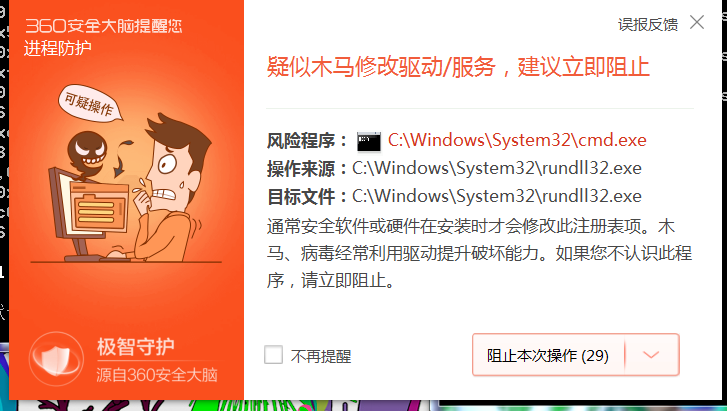 360安全大脑提醒您
进程防护
误报反馈
疑似木马修改驱动/服务，建议立即阻止
可疑操作
风险程序： C:\Windows\System32\cmd.exe
操作来源：C:\Windows\System32\rundll32.exe
目标文件：C:\Windows\System32\rundll32.exe
通常安全软件或硬件在安装时才会修改此注册表项。木
马、病毒经常利用驱动提升破坏能力。如果您不认识此程
序，请立即阻止。
极智守护
源自360安全大脑
不再提醒
阻止本次操作 (29)